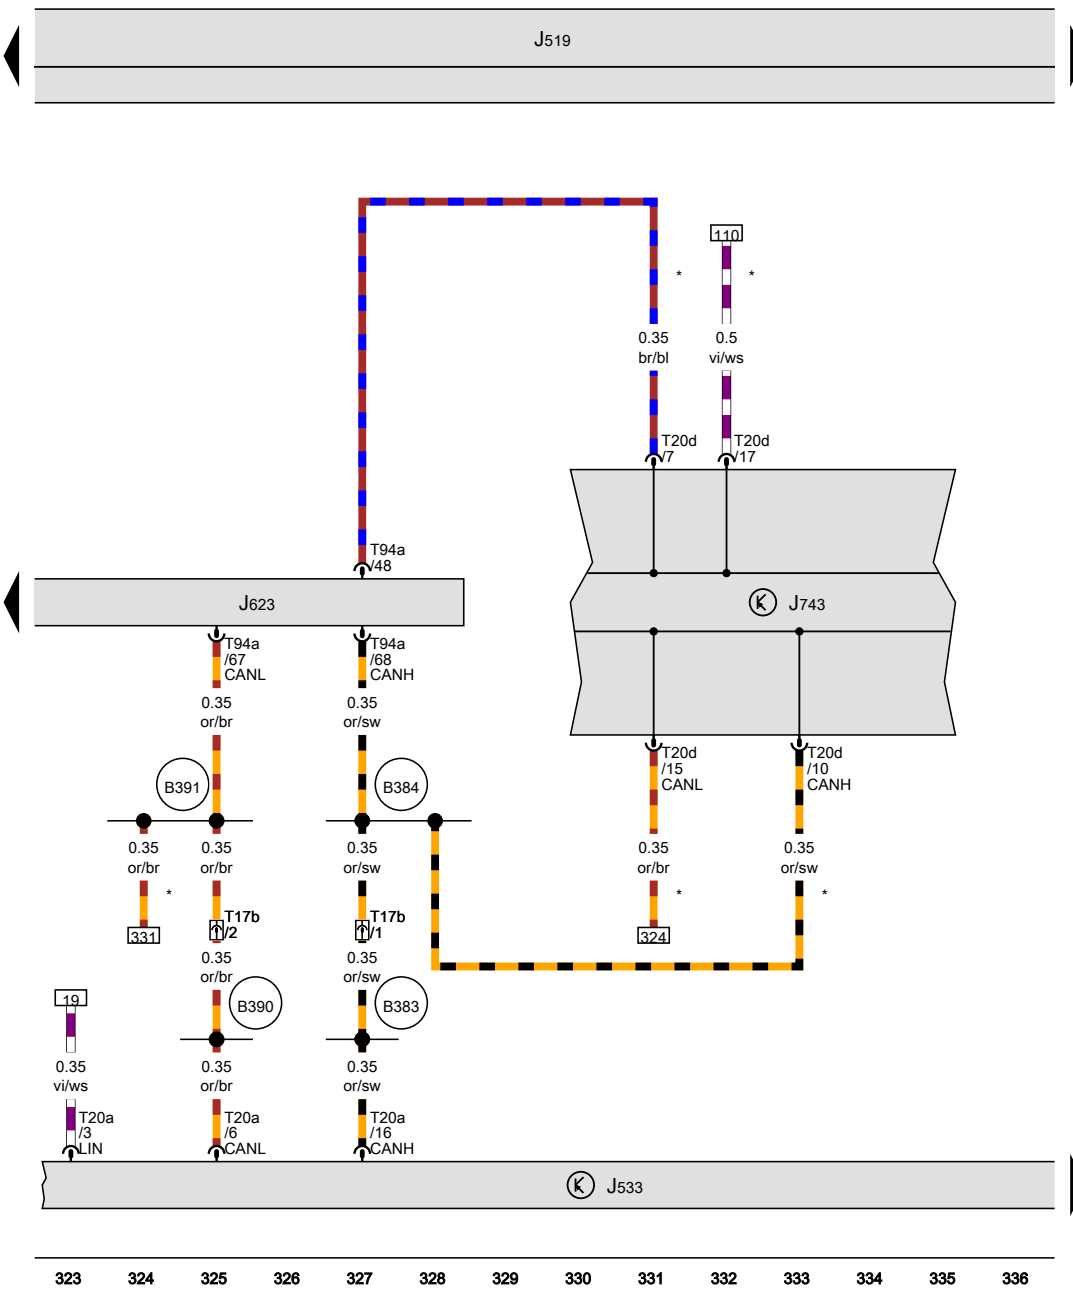 J519
110
*
*
0.35
br/bl
0.5
vi/ws
T20d
/7
T20d
/17
T94a
/48
J623
K J743
T94a
/67
CANL
T94a
/68
CANH
0.35
or/br
0.35
or/sw
T20d
/15
CANL
T20d
/10
CANH
B391
B384
0.35
or/br
0.35
or/br
0.35
or/sw
0.35
or/br
0.35
or/sw
*
*
*
331
T17b
/2
T17b
/1
324
0.35
or/br
0.35
or/sw
19
B390
B383
0.35
vi/ws
0.35
or/br
0.35
or/sw
T20a
/3
LIN
T20a
/6
CANL
T20a
/16
CANH
K J533
323 324 325 326 327 328 329 330 331 332 333 334 335 336